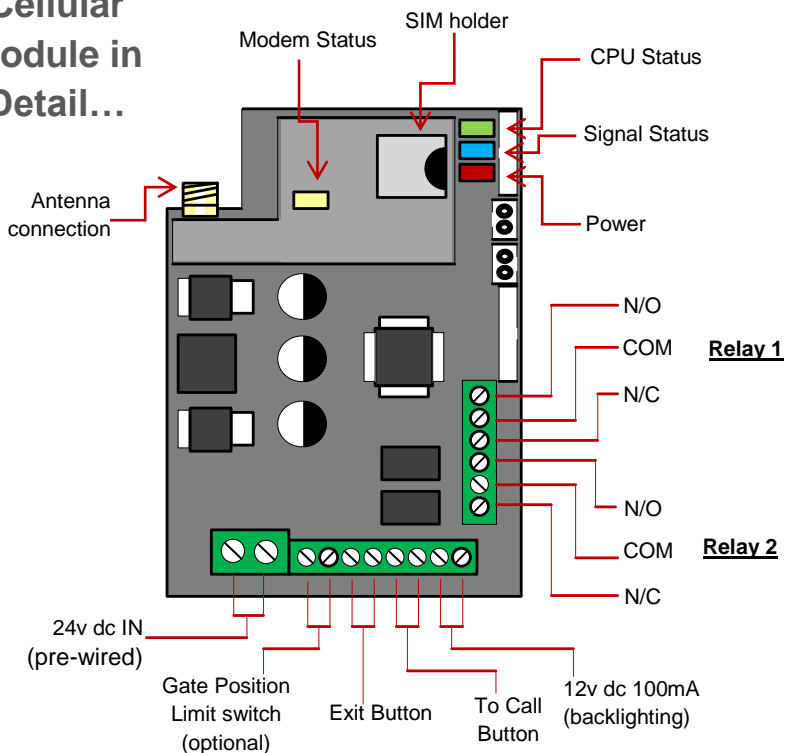 Cellular
odule in
Detail…
Modem Status
SIM holder
CPU Status
Signal Status
Power
Antenna
connection
N/O
COM
Relay 1
N/C
N/O
COM
Relay 2
N/C
24v dc IN
(pre-wired)
Gate Position
Limit switch
(optional)
Exit Button
To Call
Button
12v dc 100mA
(backlighting)